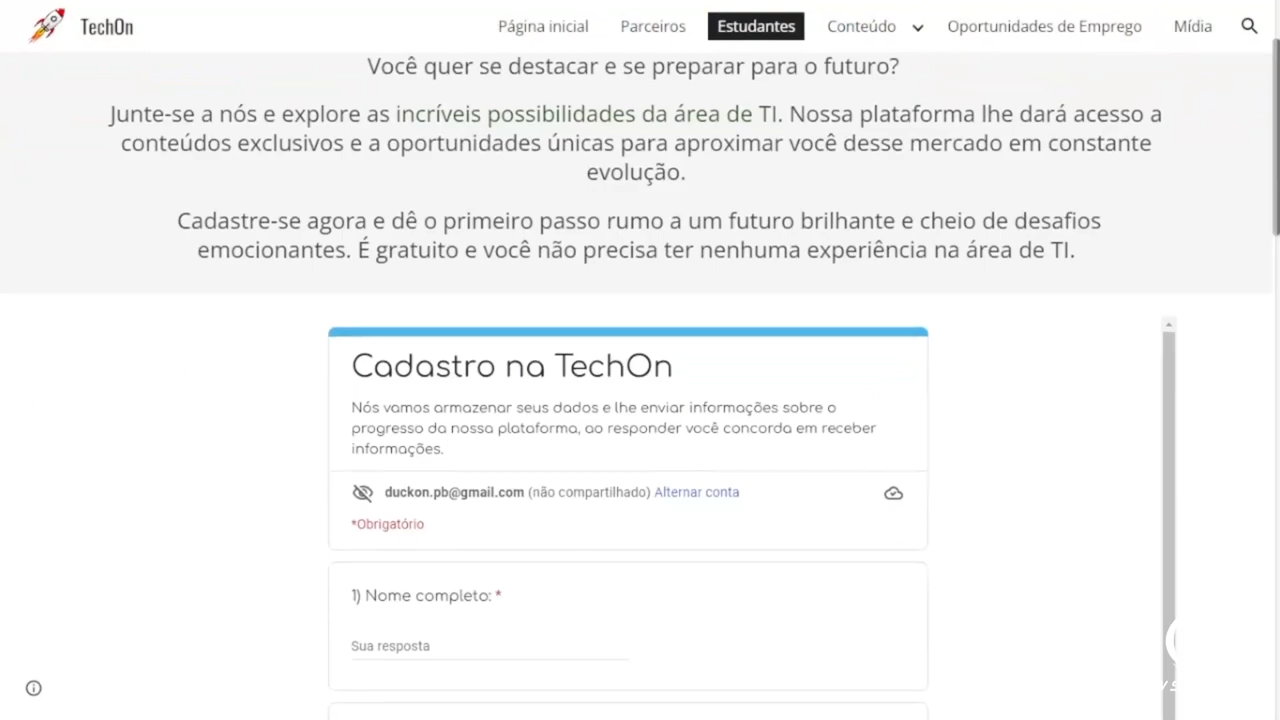 TechOn
Página inicial
Parceiros
Estudantes
Conteúdo
Oportunidades de Emprego
Mídia
Você quer se destacar e se preparar para o futuro?
Junte-se a nós e explore as incríveis possibilidades da área de TI. Nossa plataforma lhe dará acesso a
conteúdos exclusivos e a oportunidades únicas para aproximar você desse mercado em constante
evolução.
Cadastre-se agora e dê o primeiro passo rumo a um futuro brilhante e cheio de desafios
emocionantes. É gratuito e você não precisa ter nenhuma experiência na área de TI.
Cadastro na TechOn
Nós vamos armazenar seus dados e lhe enviar informações sobre o
progresso da nossa plataforma, ao responder você concorda em receber
informações.
duckon.pb@gmail.com (não compartilhado) Alternar conta
*Obrigatório
1) Nome completo: *
Sua resposta